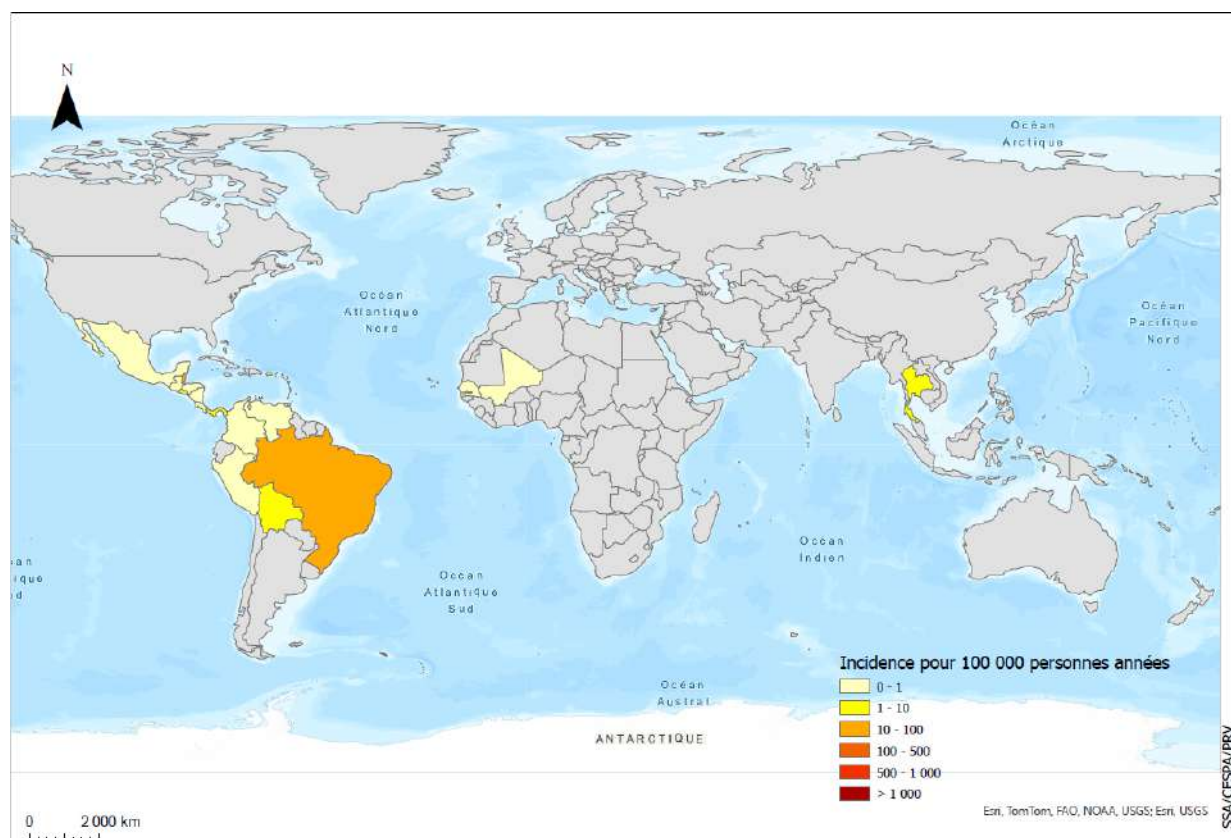 N
Océan
Arctique
Océan
Atlantique
Nord
Océan
Pacifique
Nord
Océan
Atlantique
Sud
Océan
Indien
Océan
Austral
ANTARCTIQUE
Incidence pour 100 000 personnes années
0 - 1
1 - 10
10 - 100
100 - 500
500 - 1 000
> 1 000
0 2 000 km
Esri, TomTom, FAO, NOAA, USGS; Esri, USGS
SSA/CESPA/PRV